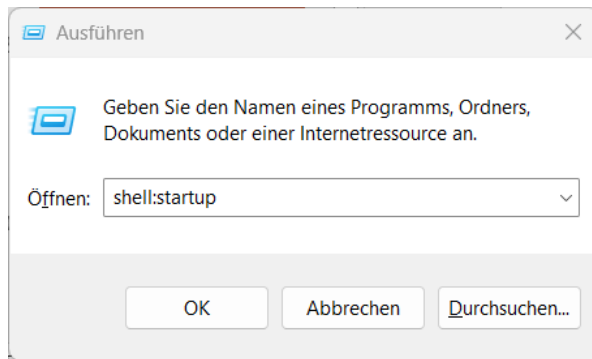 Ausführen
Geben Sie den Namen eines Programms, Ordners,
Dokuments oder einer Internetressource an.
Öffnen: shell:startup
OK Abbrechen Durchsuchen...